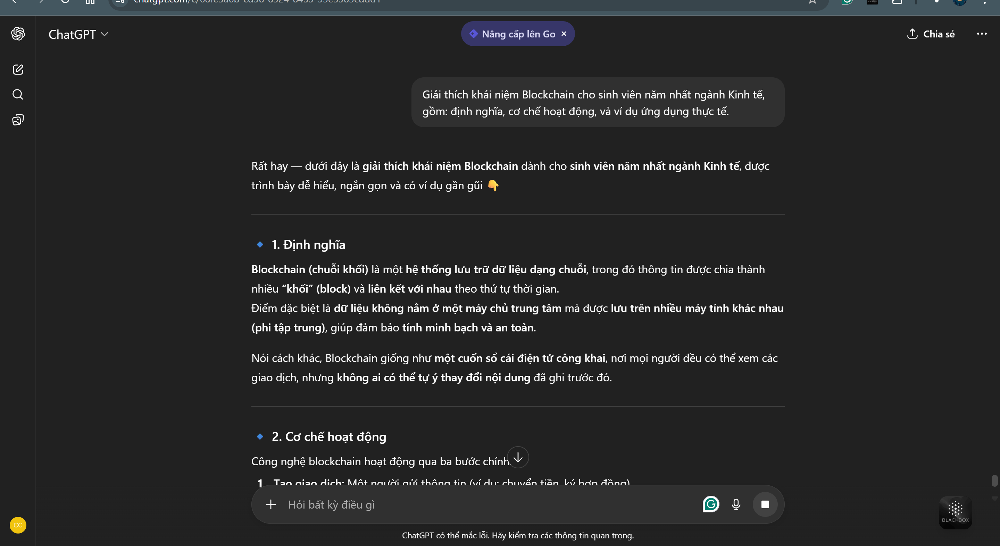 ChatGPT
Nâng cấp lên Go
Chia sẻ
Giải thích khái niệm Blockchain cho sinh viên năm nhất ngành Kinh tế,
gồm: định nghĩa, cơ chế hoạt động, và ví dụ ứng dụng thực tế.
Rất hay — dưới đây là giải thích khái niệm Blockchain dành cho sinh viên năm nhất ngành Kinh tế, được
trình bày dễ hiểu, ngắn gọn và có ví dụ gần gũi 👇
1. Định nghĩa
Blockchain (chuỗi khối) là một hệ thống lưu trữ dữ liệu dạng chuỗi, trong đó thông tin được chia thành
nhiều “khối” (block) và liên kết với nhau theo thứ tự thời gian.
Điểm đặc biệt là dữ liệu không nằm ở một máy chủ trung tâm mà được lưu trên nhiều máy tính khác nhau
(phi tập trung), giúp đảm bảo tính minh bạch và an toàn.
Nói cách khác, Blockchain giống như một cuốn sổ cái điện tử công khai, nơi mọi người đều có thể xem các
giao dịch, nhưng không ai có thể tự ý thay đổi nội dung đã ghi trước đó.
2. Cơ chế hoạt động
Công nghệ blockchain hoạt động qua ba bước chính:
1. Tạo giao dịch: Một người gửi thông tin (ví dụ: chuyển tiền, ký hợp đồng)
Hỏi bất kỳ điều gì
BLACKBOX
CC
ChatGPT có thể mắc lỗi. Hãy kiểm tra các thông tin quan trọng.